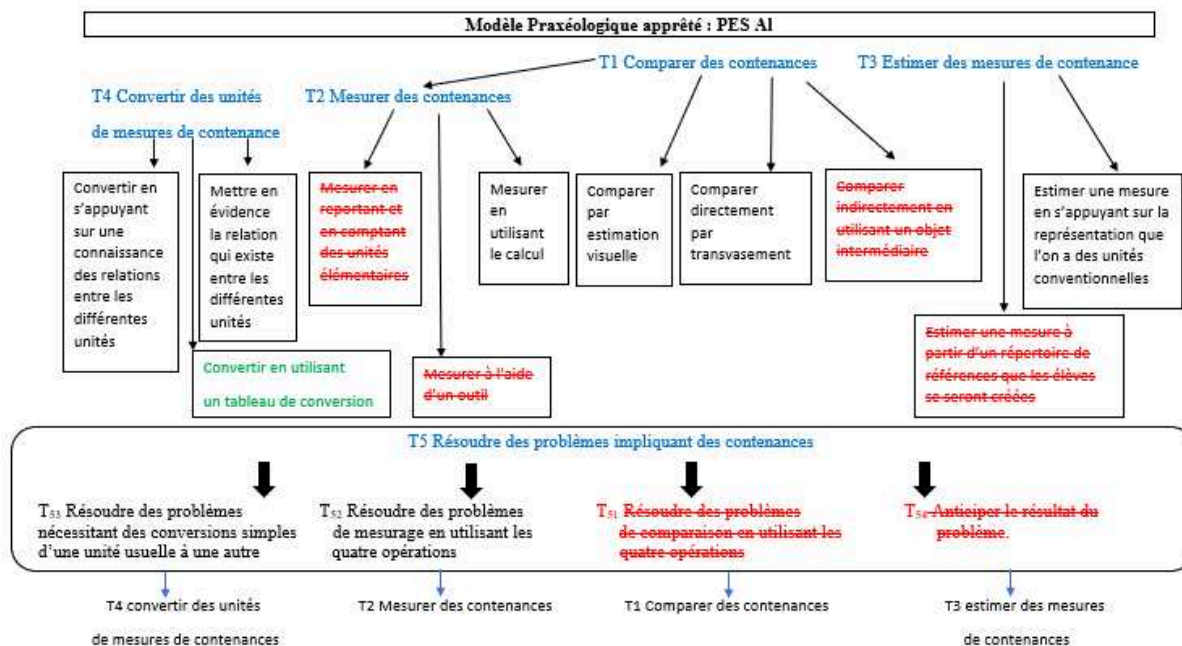 Modèle Praxéologique apprêté : PES Al
T1 Comparer des contenances
T3 Estimer des mesures de contenance
T4 Convertir des unités
de mesures de contenance
T2 Mesurer des contenances
Convertir en
s'appuyant
sur une
connaissance
des relations
entre les
différentes
unités
Mettre en
évidence
la relation
qui existe
entre les
différentes
unités
Mesurer en
reportant et
en comptant
des unités
élémentaires
Mesurer
en
utilisant
le calcul
Comparer
par
estimation
visuelle
Comparer
directement
par
transvasement
Comparer
indirectement en
utilisant un objet
intermédiaire
Estimer une mesure
en s'appuyant sur la
représentation que
l'on a des unités
conventionnelles
Convertir en utilisant
un tableau de conversion
Mesurer à l'aide
d'un outil
Estimer une mesure à
partir d'un répertoire de
références que les élèves
se seront créées
T5 Résoudre des problèmes impliquant des contenances
T53 Résoudre des problèmes
nécessitant des conversions simples
d'une unité usuelle à une autre
T52 Résoudre des problèmes
de mesurage en utilisant les
quatre opérations
T51 Résoudre des problèmes
de comparaison en utilisant les
quatre opérations
T54 Anticiper le résultat du
problème.
T4 convertir des unités
de mesures de contenances
T2 Mesurer des contenances
T1 Comparer des contenances
T3 estimer des mesures
de contenances